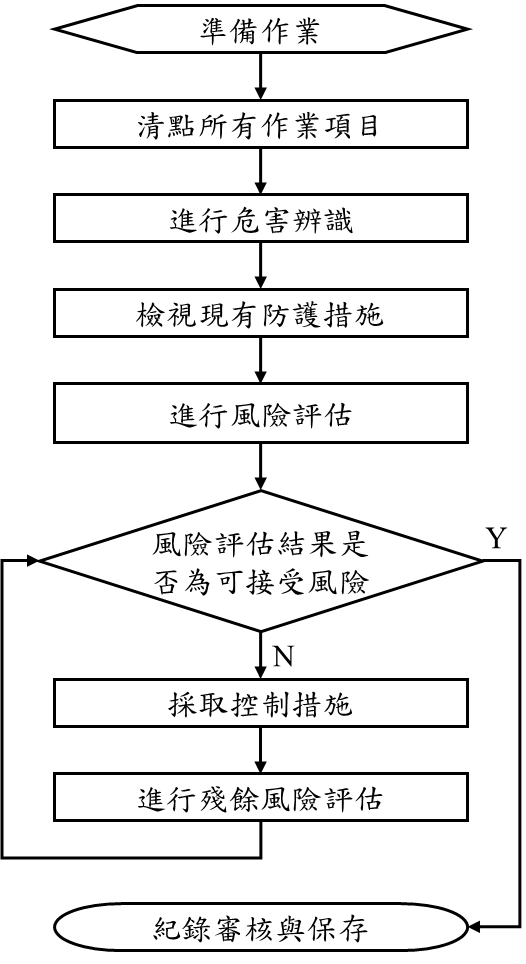 準備作業
清點所有作業項目
進行危害辨識
檢視現有防護措施
進行風險評估
風險評估結果是
否為可接受風險
Y
N
採取控制措施
進行殘餘風險評估
紀錄審核與保存